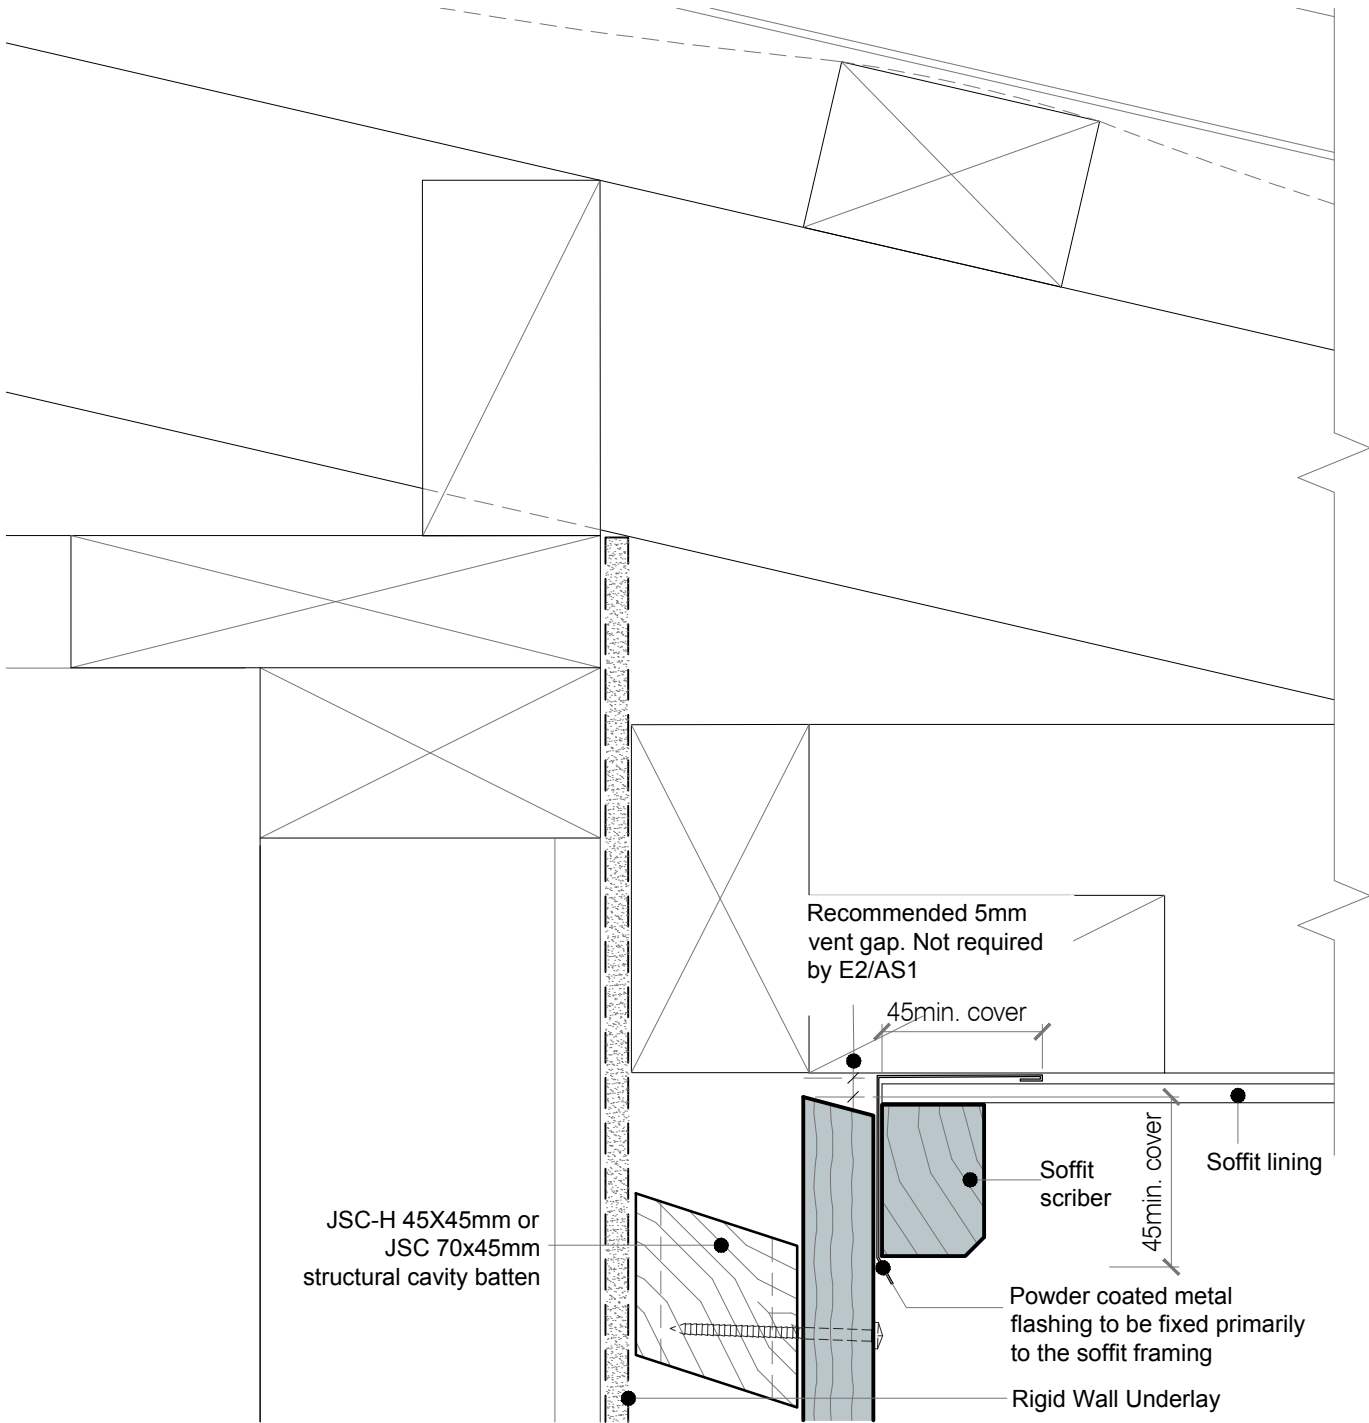 Recommended 5mm
vent gap. Not required
by E2/AS1
45min. cover
45min. cover
Soffit lining
Soffit
scriber
JSC-H 45X45mm or
JSC 70x45mm
structural cavity batten
Powder coated metal
flashing to be fixed primarily
to the soffit framing
Rigid Wall Underlay